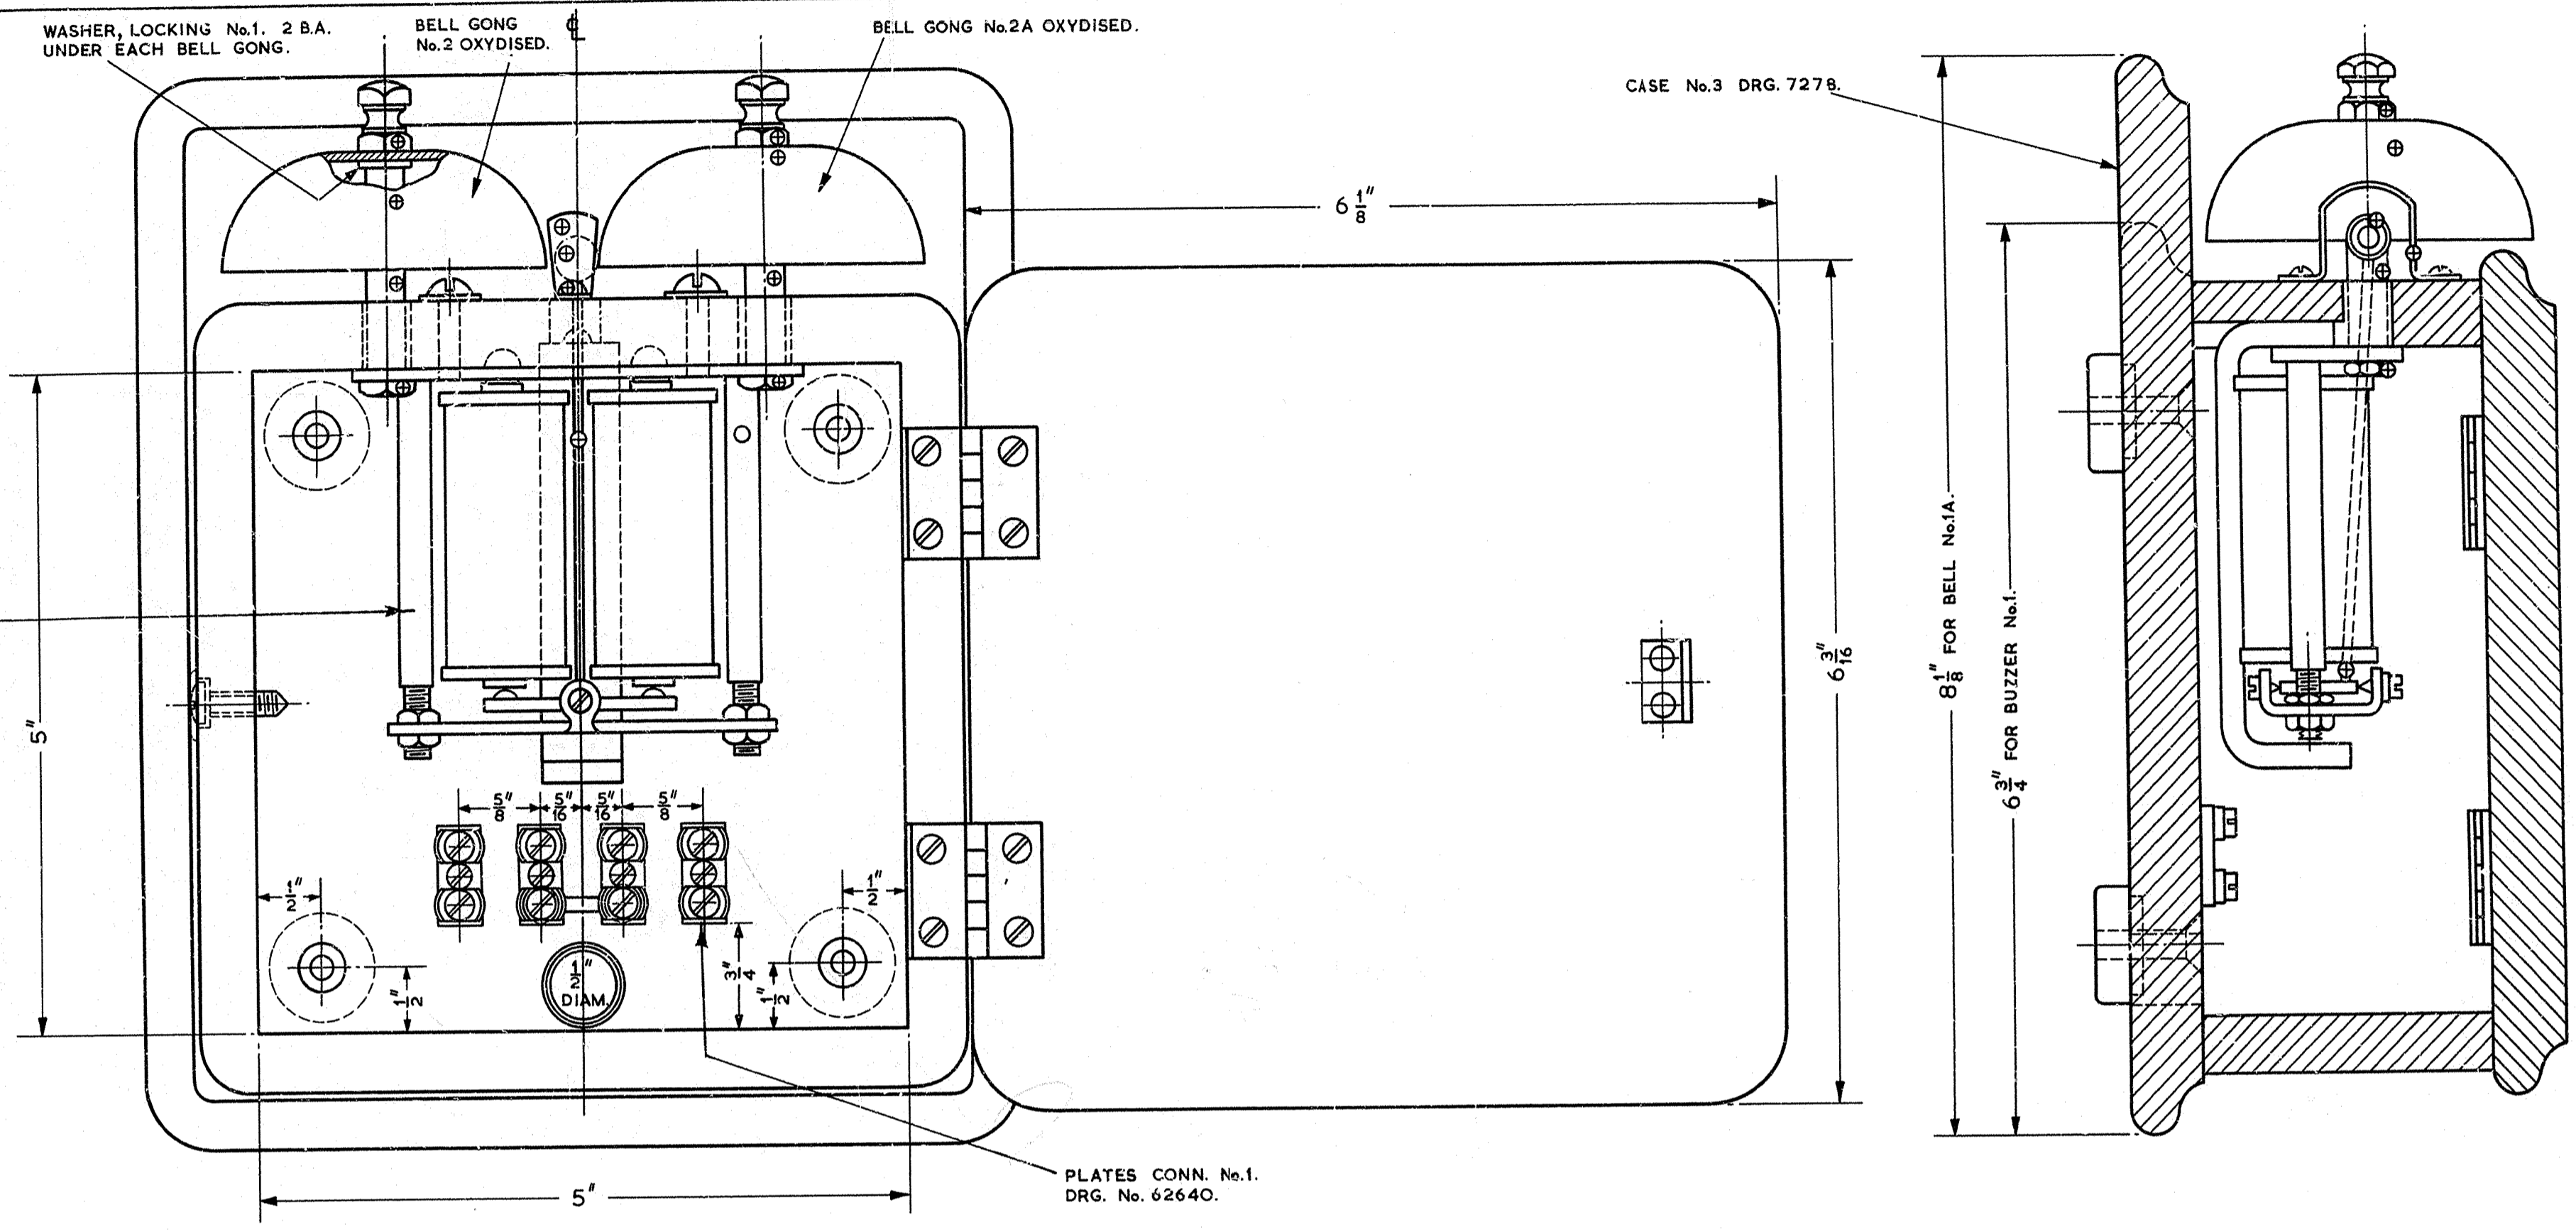 WASHER, LOCKING No.1. 2 B.A.
UNDER EACH BELL GONG.
BELL GONG
No.2 OXYDISED.
℄
BELL GONG No.2A OXYDISED.
CASE No.3 DRG. 7278.
6 1/8"
5"
6 3/16"
8 1/8" FOR BELL No.1A.
6 3/4" FOR BUZZER No.1.
5/8" 5/16" 5/16" 5/8"
1/2"
1/2"
1/2"
1/2"
DIAM.
3/4"
1/2"
5"
PLATES CONN. No.1.
DRG. No. 62640.